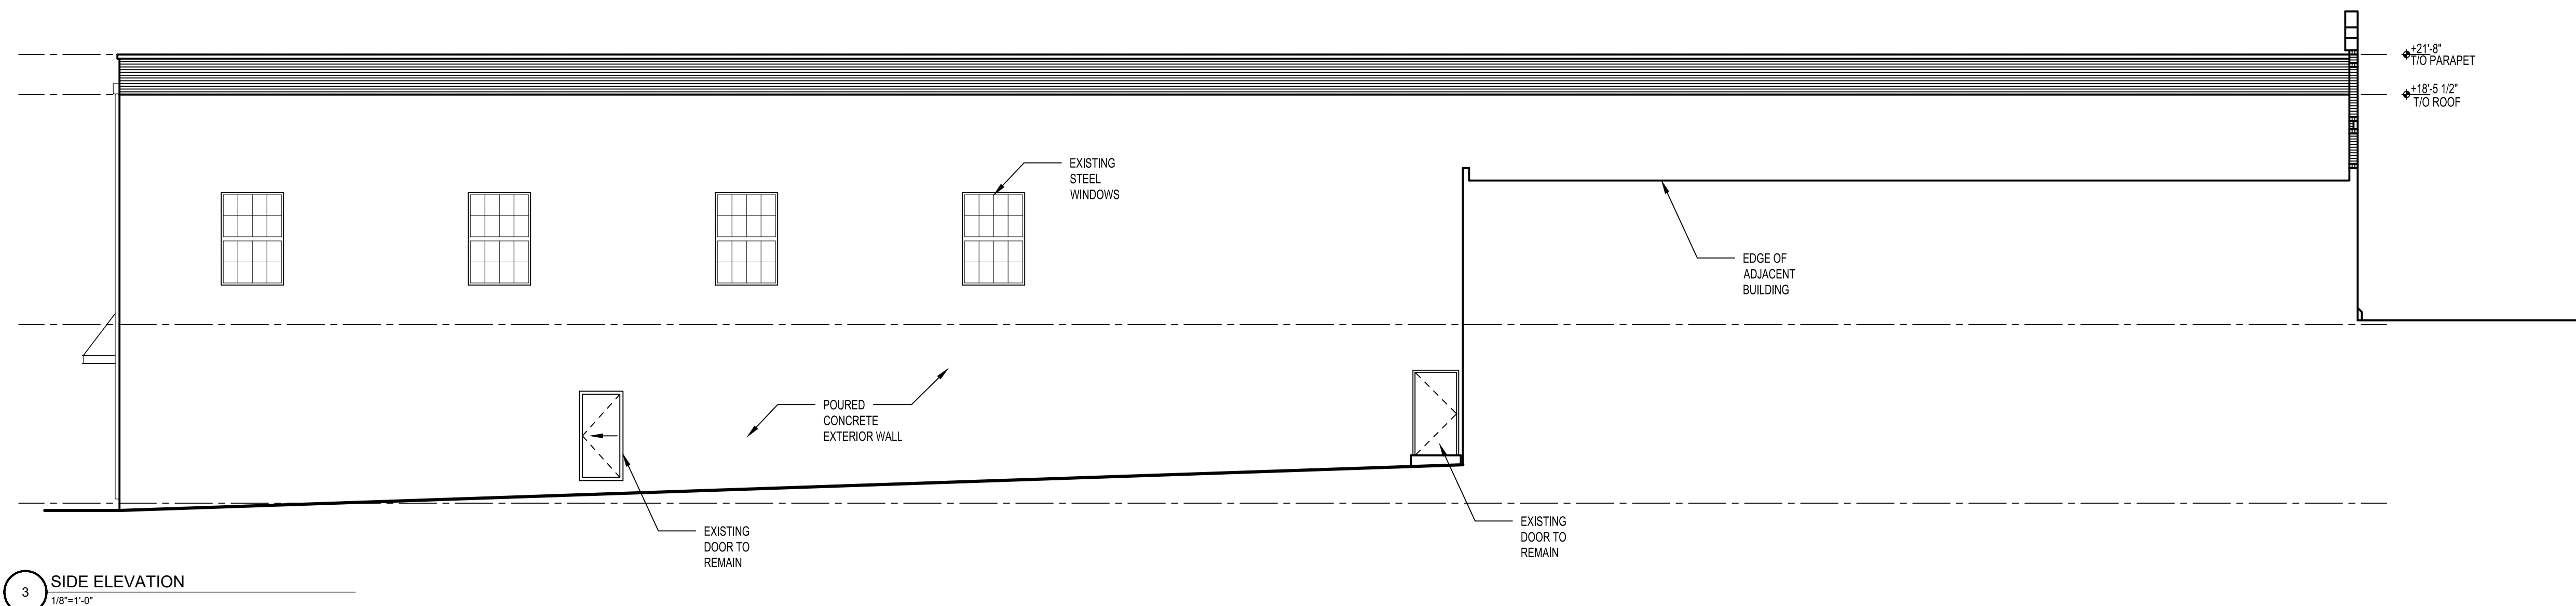 +21'-8"
T/O PARAPET
+18'-5 1/2"
T/O ROOF
EXISTING
STEEL
WINDOWS
EDGE OF
ADJACENT
BUILDING
POURED
CONCRETE
EXTERIOR WALL
EXISTING
DOOR TO
REMAIN
EXISTING
DOOR TO
REMAIN
3
SIDE ELEVATION
1/8"=1'-0"